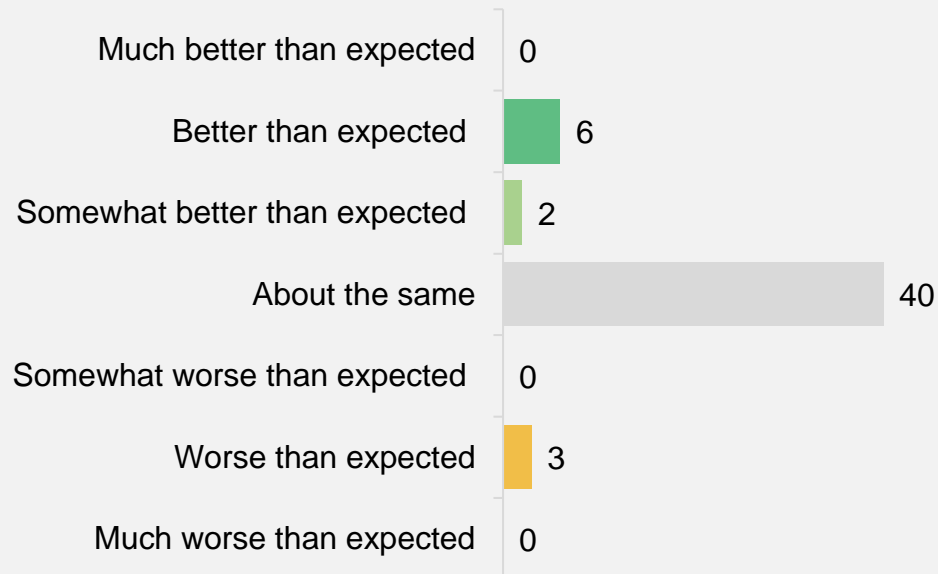 Much better than expected 0
Better than expected 6
Somewhat better than expected 2
About the same 40
Somewhat worse than expected 0
Worse than expected 3
Much worse than expected 0